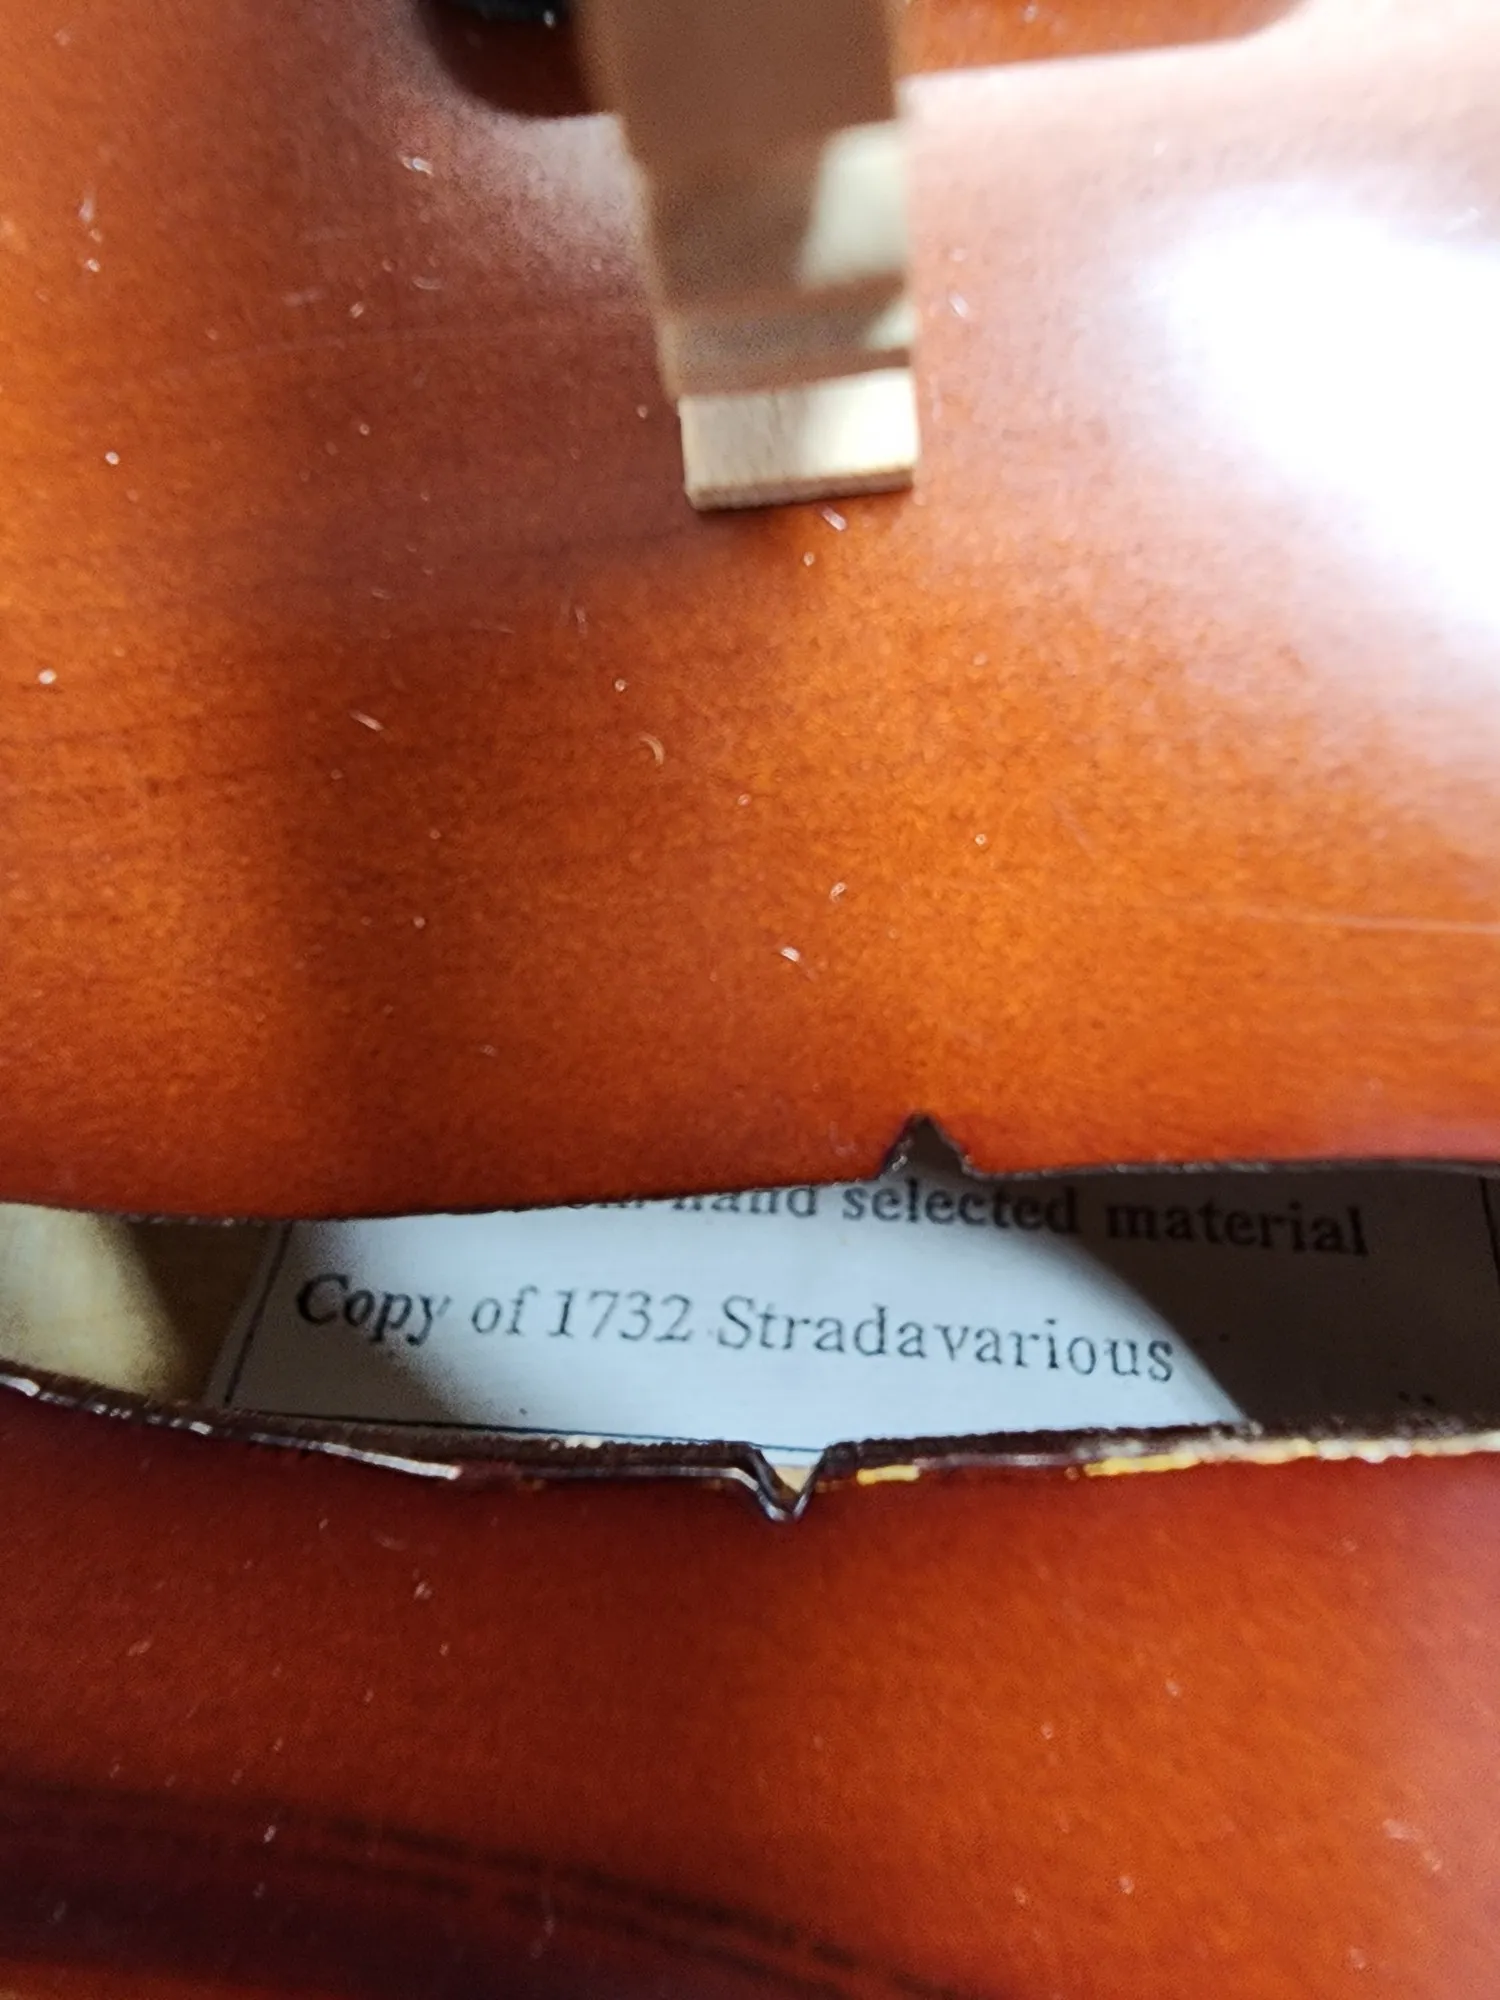 hand selected material
Copy of 1732 Stradavarious